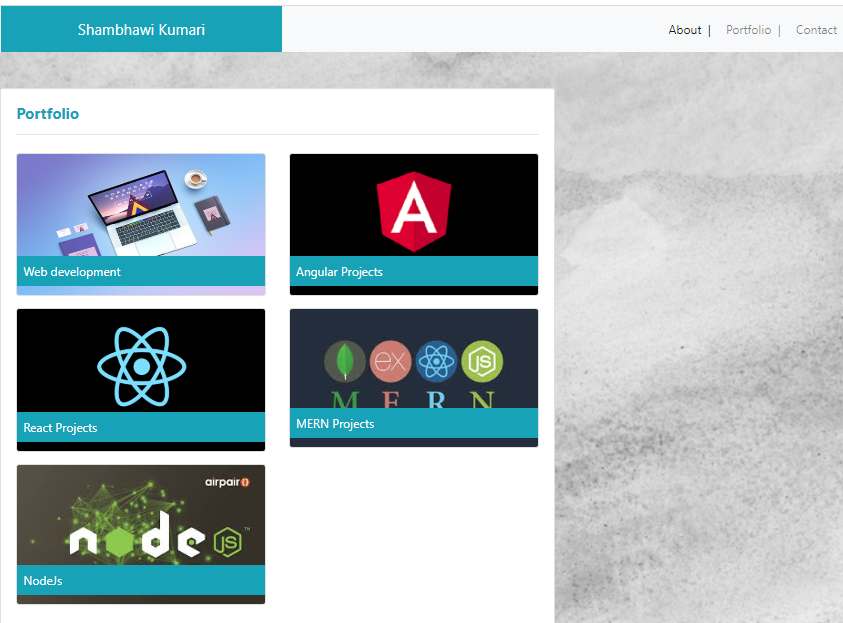 Shambhawi Kumari
About | Portfolio | Contact
Portfolio
Web development
A
Angular Projects
React Projects
ex JS
M E R N
MERN Projects
airpair
node JS ™
NodeJs